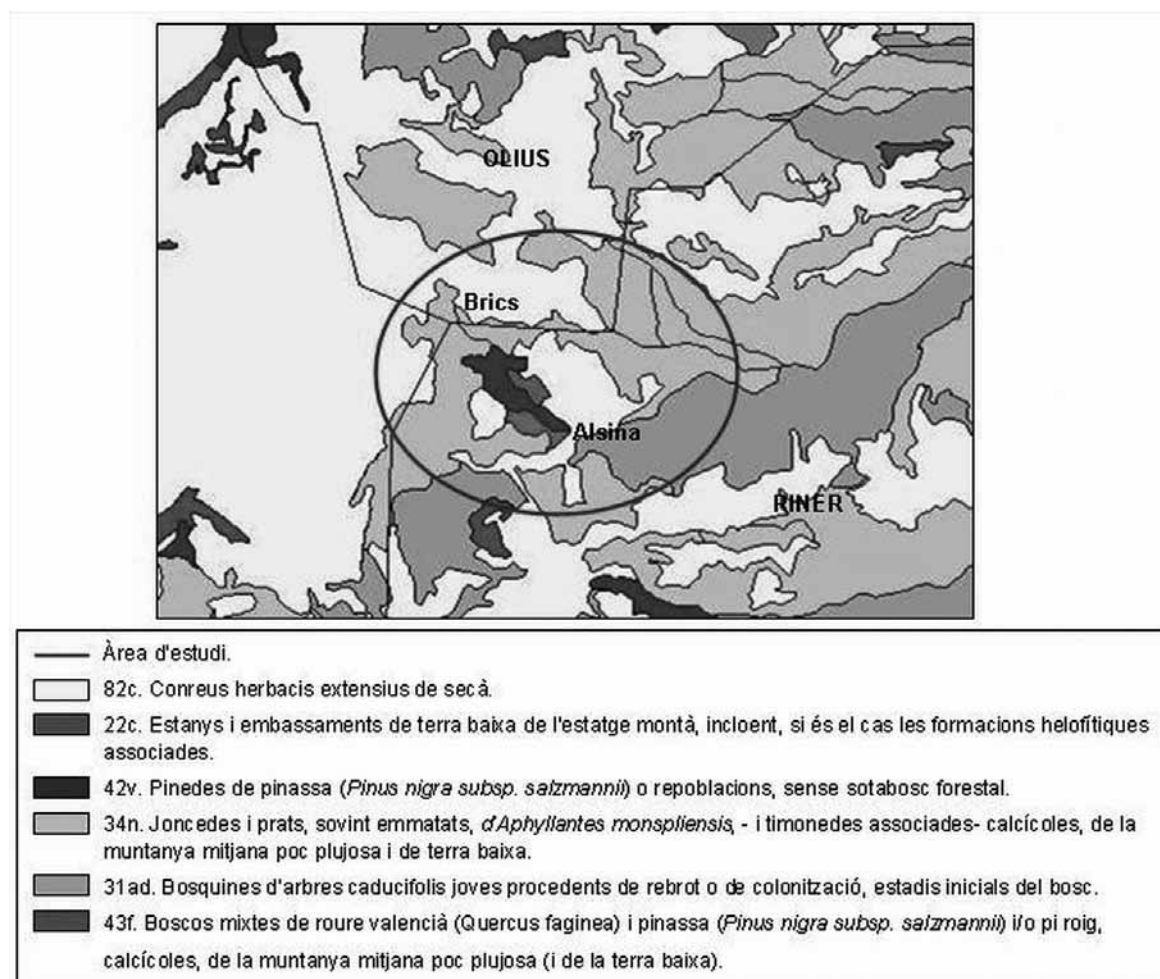 OLIUS
Brics
Alsina
RINER
Àrea d'estudi.
82c. Conreus herbacis extensius de secà.
22c. Estanys i embassaments de terra baixa de l'estatge montà, incloent, si és el cas les formacions helofítiques
associades.
42v. Pinedes de pinassa (Pinus nigra subsp. salzmannii) o repoblacions, sense sotabosc forestal.
34n. Joncedes i prats, sovint emmatats, d'Aphyllantes monspliensis, - i timonedes associades- calcícoles, de la
muntanya mitjana poc plujosa i de terra baixa.
31ad. Bosquines d'arbres caducifolis joves procedents de rebrot o de colonització, estadis inicials del bosc.
43f. Boscos mixtes de roure valencià (Quercus faginea) i pinassa (Pinus nigra subsp. salzmannii) i/o pi roig,
calcícoles, de la muntanya mitjana poc plujosa (i de la terra baixa).